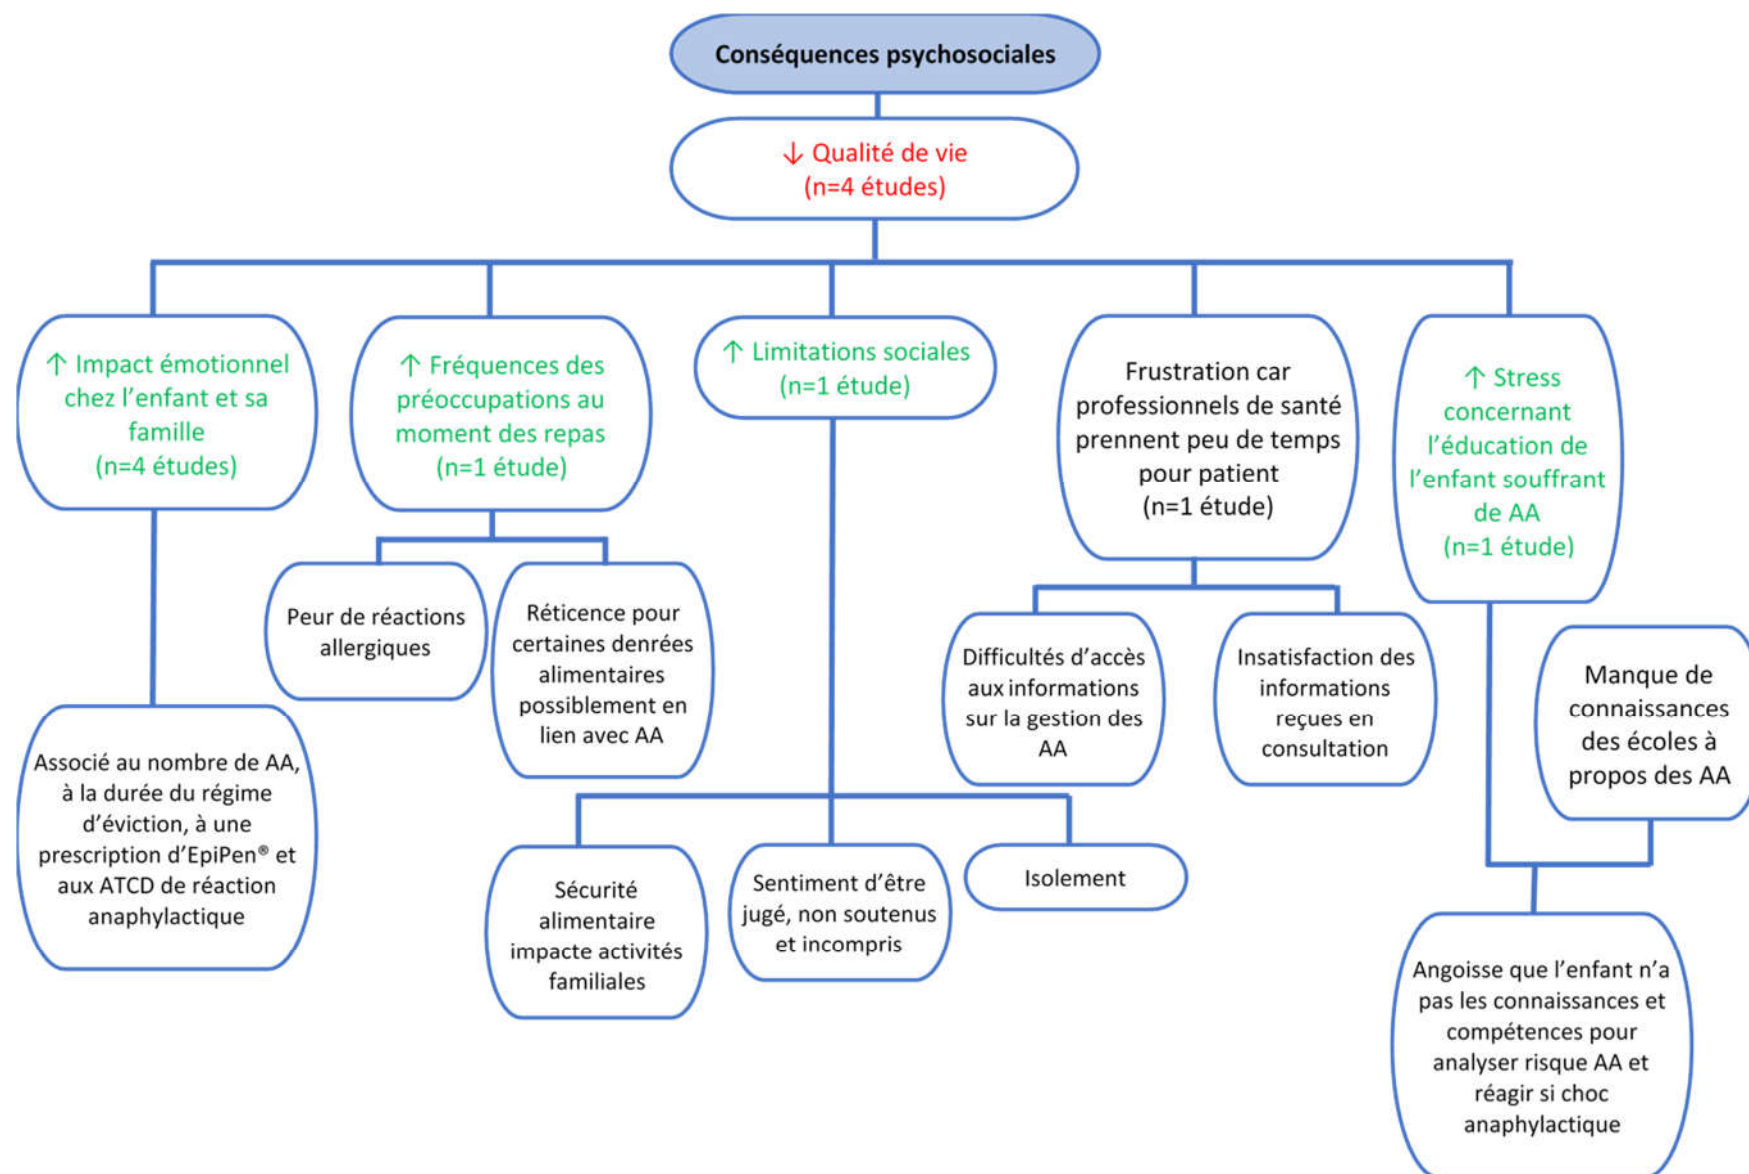 Conséquences psychosociales
↓ Qualité de vie
(n=4 études)
↑ Impact émotionnel
chez l'enfant et sa
famille
(n=4 études)
↑ Fréquences des
préoccupations au
moment des repas
(n=1 étude)
↑ Limitations sociales
(n=1 étude)
Frustration car
professionnels de santé
prennent peu de temps
pour patient
(n=1 étude)
↑ Stress
concernant
l'éducation de
l'enfant souffrant
de AA
(n=1 étude)
Peur de réactions
allergiques
Réticence pour
certaines denrées
alimentaires
possiblement en
lien avec AA
Difficultés d'accès
aux informations
sur la gestion des
AA
Insatisfaction des
informations
reçues en
consultation
Manque de
connaissances
des écoles à
propos des AA
Associé au nombre de AA,
à la durée du régime
d'éviction, à une
prescription d'EpiPen® et
aux ATCD de réaction
anaphylactique
Sécurité
alimentaire
impacte activités
familiales
Sentiment d'être
jugé, non soutenus
et incompris
Isolement
Angoisse que l'enfant n'a
pas les connaissances et
compétences pour
analyser risque AA et
réagir si choc
anaphylactique